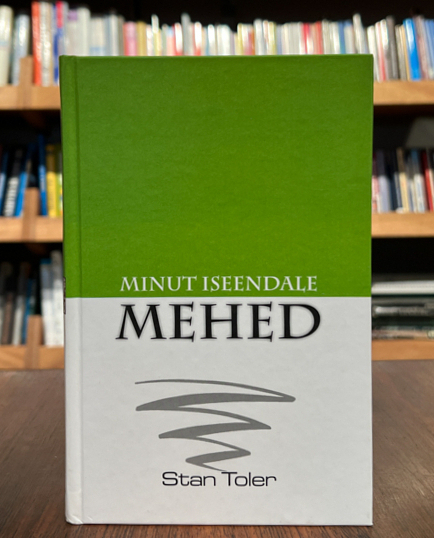 MINUT ISEENDALE
MEHED
Stan Toler